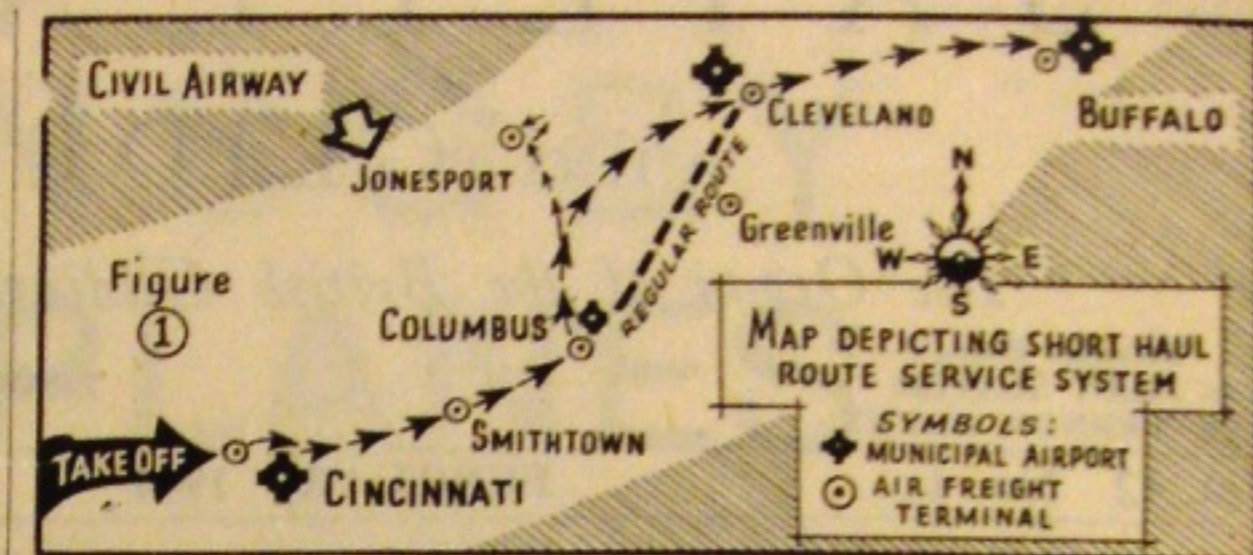 CIVIL AIRWAY
JONESPORT
CLEVELAND
BUFFALO
REGULAR ROUTE
Greenville
N
W
E
S
Figure
1
COLUMBUS
MAP DEPICTING SHORT HAUL
ROUTE SERVICE SYSTEM
TAKE OFF
SMITHTOWN
CINCINNATI
SYMBOLS:
MUNICIPAL AIRPORT
AIR FREIGHT
TERMINAL